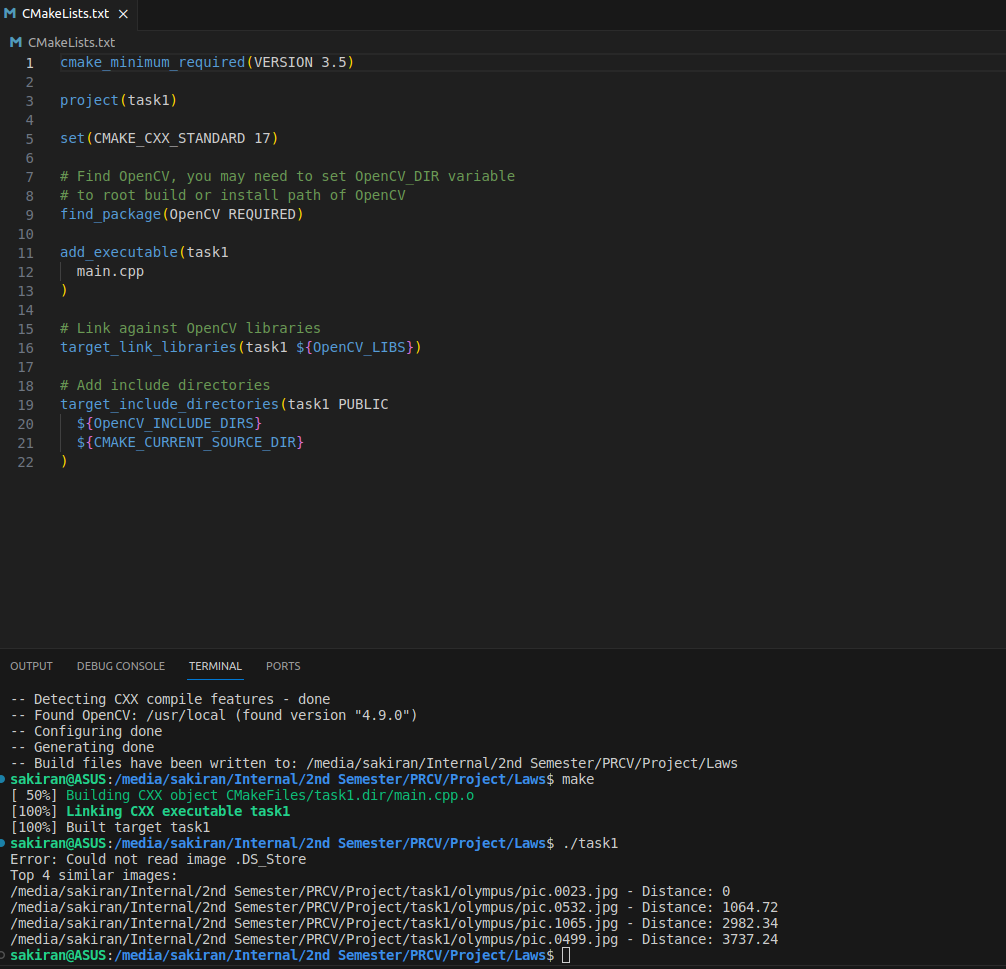 M CMakeLists.txt ×
M CMakeLists.txt
1 cmake_minimum_required(VERSION 3.5)
2
3 project(task1)
4
5 set(CMAKE_CXX_STANDARD 17)
6
7 # Find OpenCV, you may need to set OpenCV_DIR variable
8 # to root build or install path of OpenCV
9 find_package(OpenCV REQUIRED)
10
11 add_executable(task1
12   main.cpp
13 )
14
15 # Link against OpenCV libraries
16 target_link_libraries(task1 ${OpenCV_LIBS})
17
18 # Add include directories
19 target_include_directories(task1 PUBLIC
20   ${OpenCV_INCLUDE_DIRS}
21   ${CMAKE_CURRENT_SOURCE_DIR}
22 )
OUTPUT DEBUG CONSOLE TERMINAL PORTS
-- Detecting CXX compile features - done
-- Found OpenCV: /usr/local (found version "4.9.0")
-- Configuring done
-- Generating done
-- Build files have been written to: /media/sakiran/Internal/2nd Semester/PRCV/Project/Laws
sakiran@ASUS:/media/sakiran/Internal/2nd Semester/PRCV/Project/Laws$ make
[ 50%] Building CXX object CMakeFiles/task1.dir/main.cpp.o
[100%] Linking CXX executable task1
[100%] Built target task1
sakiran@ASUS:/media/sakiran/Internal/2nd Semester/PRCV/Project/Laws$ ./task1
Error: Could not read image .DS_Store
Top 4 similar images:
/media/sakiran/Internal/2nd Semester/PRCV/Project/task1/olympus/pic.0023.jpg - Distance: 0
/media/sakiran/Internal/2nd Semester/PRCV/Project/task1/olympus/pic.0532.jpg - Distance: 1064.72
/media/sakiran/Internal/2nd Semester/PRCV/Project/task1/olympus/pic.1065.jpg - Distance: 2982.34
/media/sakiran/Internal/2nd Semester/PRCV/Project/task1/olympus/pic.0499.jpg - Distance: 3737.24
sakiran@ASUS:/media/sakiran/Internal/2nd Semester/PRCV/Project/Laws$